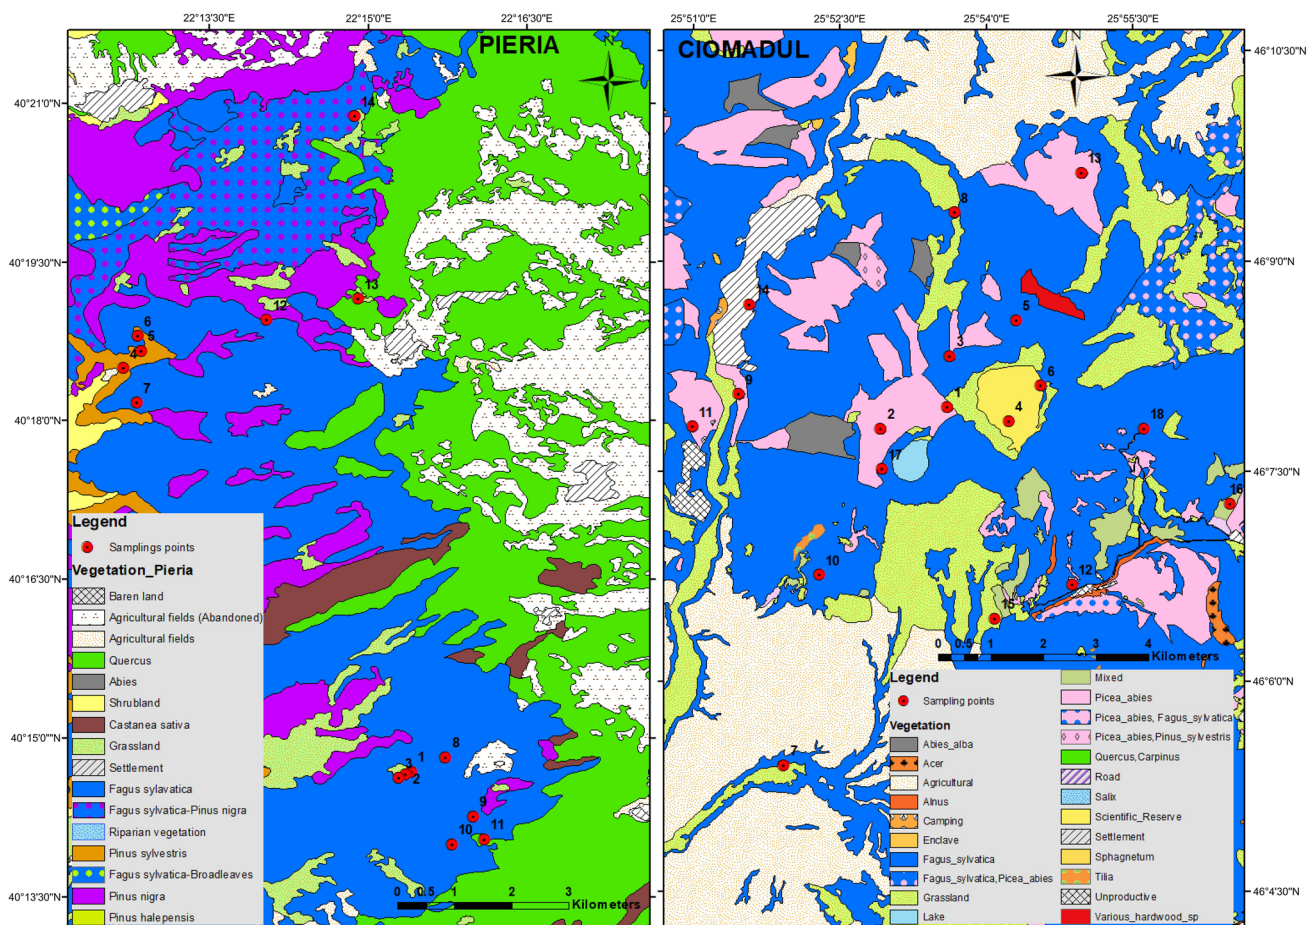 22°13'30"E
22°15'0"E
22°16'30"E
25°51'0"E
25°52'30"E
25°54'0"E
25°55'30"E
PIERIA
N
CIOMADUL
N
46°10'30"N
40°21'0"N
14
13
8
46°9'0"N
40°19'30"N
13
12
14
5
6
5
4
3
6
7
9
1
40°18'0"N
11
2
4
18
17
46°7'30"N
16
Legend
Samplings points
Vegetation_Pieria
Baren land
Agricultural fields (Abandoned)
Agricultural fields
Quercus
Abies
Shrubland
Castanea sativa
Grassland
Settlement
Fagus sylavatica
Fagus sylvatica-Pinus nigra
Riparian vegetation
Pinus sylvestris
Fagus sylvatica-Broadleaves
Pinus nigra
Pinus halepensis
40°16'30"N
10
12
15
0 0.5 1 2 3 4
Kilometers
46°6'0"N
40°15'0"N
8
1
3
2
9
10
11
7
0 0.5 1 2 3
Kilometers
40°13'30"N
Legend
Sampling points
Vegetation
Abies_alba
Acer
Agricultural
Alnus
Camping
Enclave
Fagus_sylvatica
Fagus_sylvatica,Picea_abies
Grassland
Lake
Mixed
Picea_abies
Picea_abies, Fagus_sylvatica
Picea_abies,Pinus_sylvestris
Quercus,Carpinus
Road
Salix
Scientific_Reserve
Settlement
Sphagnetum
Tilia
Unproductive
Various_hardwood_sp
46°4'30"N